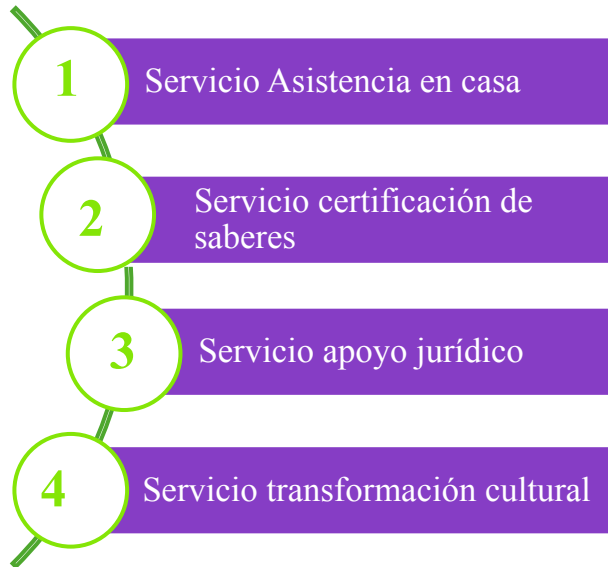 1
Servicio Asistencia en casa
2
Servicio certificación de
saberes
3
Servicio apoyo jurídico
4
Servicio transformación cultural